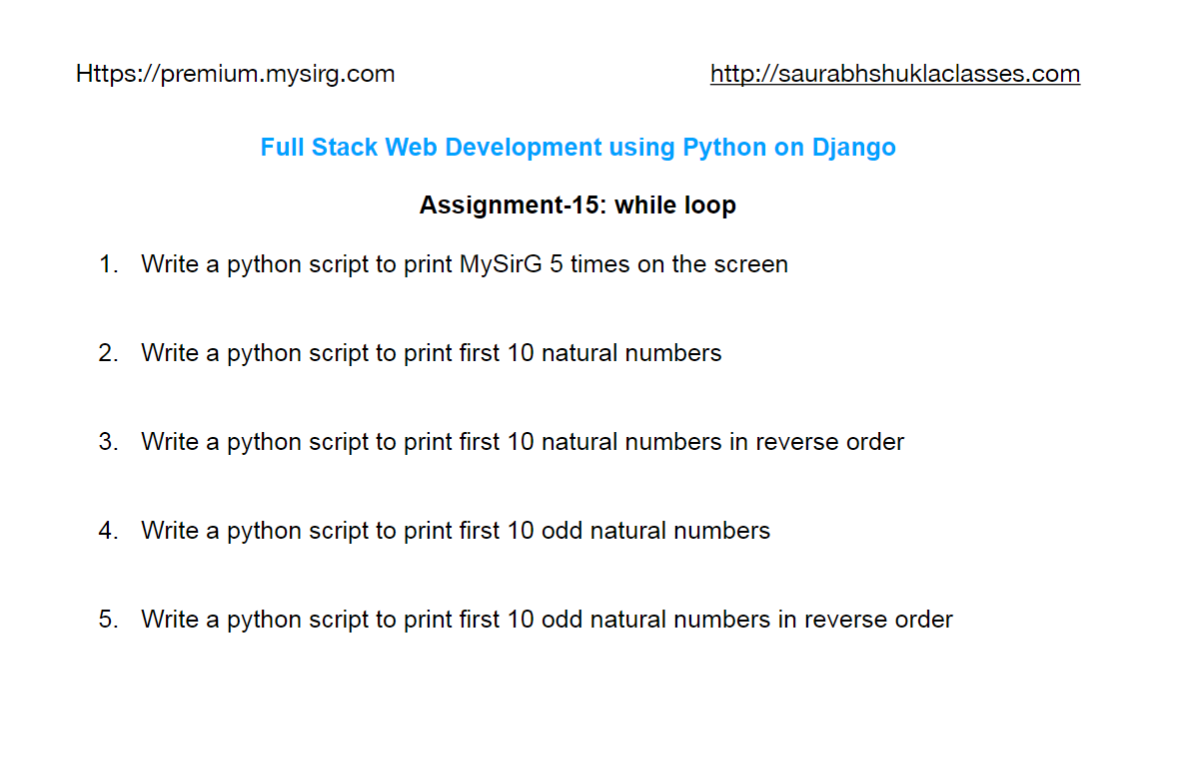 Https://premium.mysirg.com http://saurabhshuklaclasses.com
Full Stack Web Development using Python on Django
Assignment-15: while loop
1. Write a python script to print MySirG 5 times on the screen
2. Write a python script to print first 10 natural numbers
3. Write a python script to print first 10 natural numbers in reverse order
4. Write a python script to print first 10 odd natural numbers
5. Write a python script to print first 10 odd natural numbers in reverse order